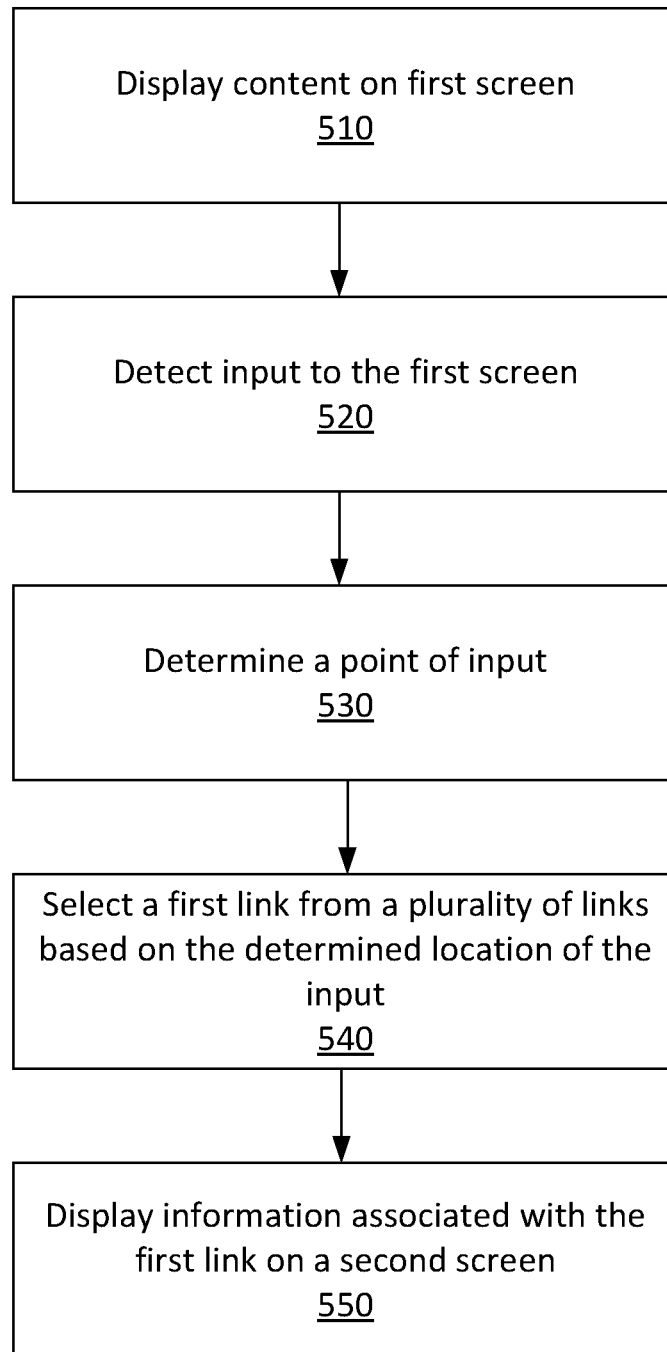 Display content on first screen
510
Detect input to the first screen
520
Determine a point of input
530
Select a first link from a plurality of links
based on the determined location of the
input
540
Display information associated with the
first link on a second screen
550